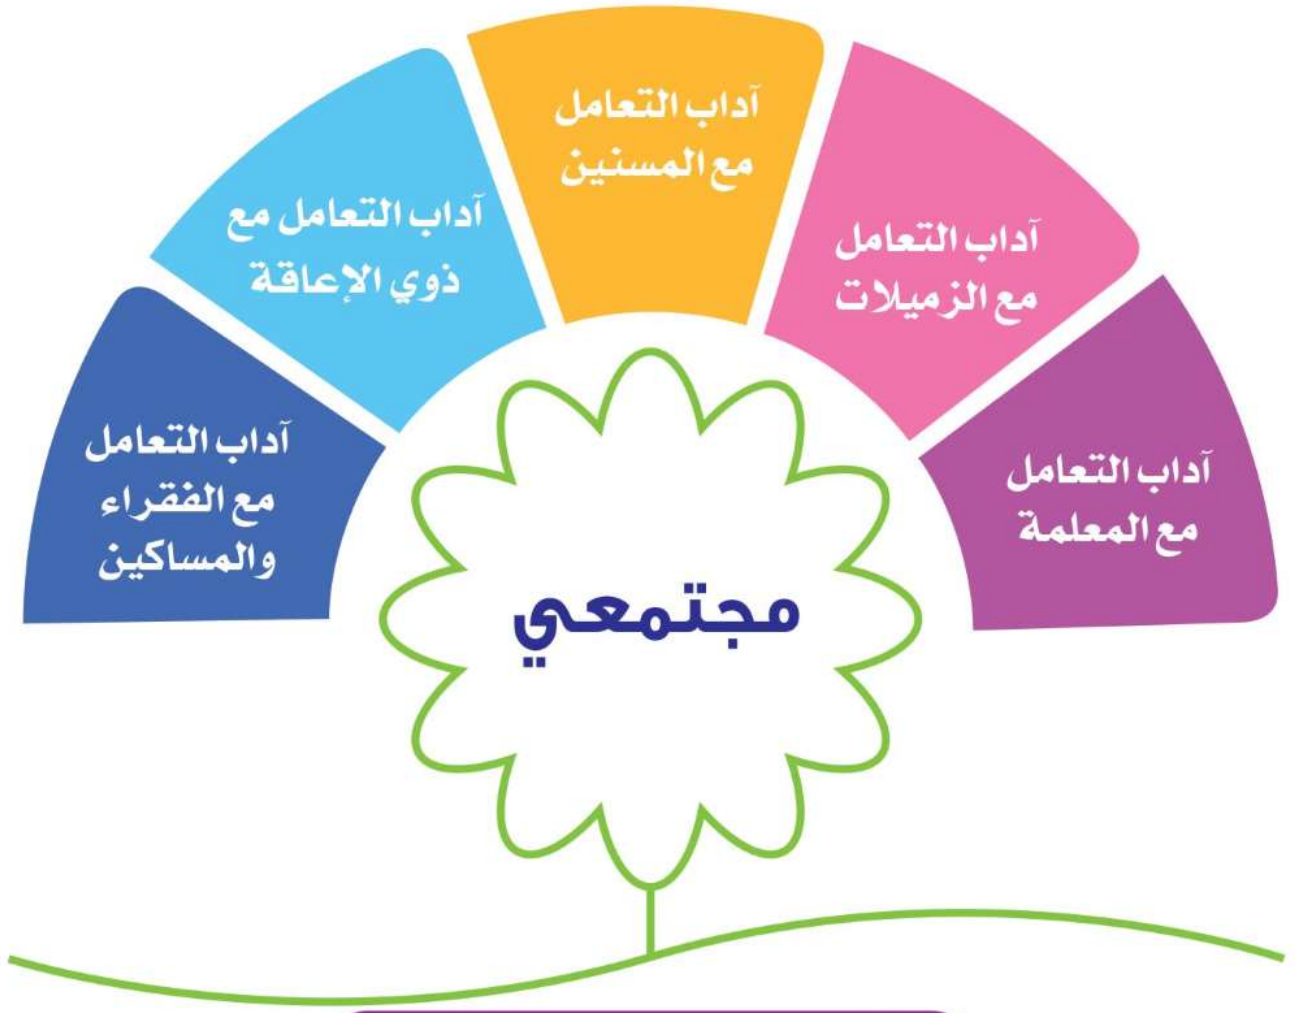 آداب التعامل
مع المعلمة
آداب التعامل
مع الزميلات
آداب التعامل
مع المسنين
آداب التعامل مع
ذوي الإعاقة
آداب التعامل
مع الفقراء
والمساكين
مجتمعي